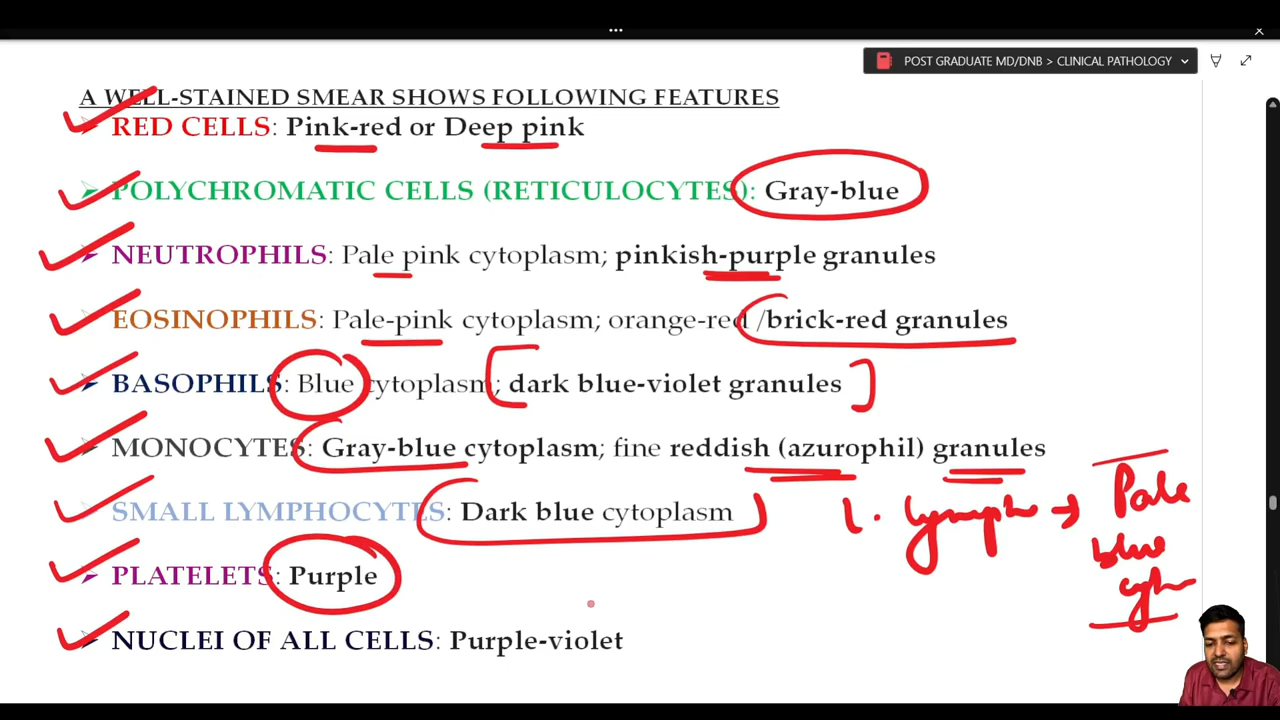 POST GRADUATE MD/DNB > CLINICAL PATHOLOGY
A WELL-STAINED SMEAR SHOWS FOLLOWING FEATURES
RED CELLS: Pink-red or Deep pink
POLYCHROMATIC CELLS (RETICULOCYTES): Gray-blue
NEUTROPHILS: Pale pink cytoplasm; pinkish-purple granules
EOSINOPHILS: Pale-pink cytoplasm; orange-red /brick-red granules
BASOPHILS: Blue cytoplasm; dark blue-violet granules
MONOCYTES: Gray-blue cytoplasm; fine reddish (azurophil) granules
SMALL LYMPHOCYTES: Dark blue cytoplasm
l. lympho → Pale
blue
PLATELETS: Purple
NUCLEI OF ALL CELLS: Purple-violet